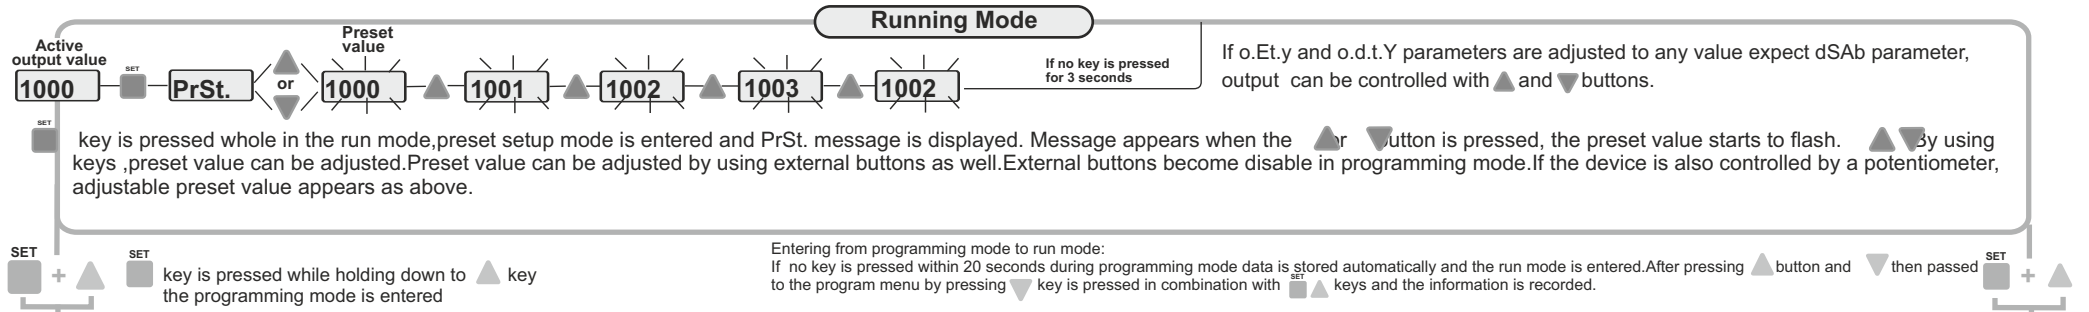 Running Mode
Active
output value
1000
SET
PrSt.
or
Preset
value
1000
1001
1002
1003
1002
If no key is pressed
for 3 seconds
If o.Et.y and o.d.t.Y parameters are adjusted to any value expect dSAb parameter,
output can be controlled with and buttons.
SET
key is pressed whole in the run mode,preset setup mode is entered and PrSt. message is displayed. Message appears when the r utton is pressed, the preset value starts to flash. By using
keys ,preset value can be adjusted.Preset value can be adjusted by using external buttons as well.External buttons become disable in programming mode.If the device is also controlled by a potentiometer,
adjustable preset value appears as above.
SET
+
SET
key is pressed while holding down to key
the programming mode is entered
Entering from programming mode to run mode:
If no key is pressed within 20 seconds during programming mode data is stored automatically and the run mode is entered.After pressing button and then passed
to the program menu by pressing key is pressed in combination with SET keys and the information is recorded.
SET
+